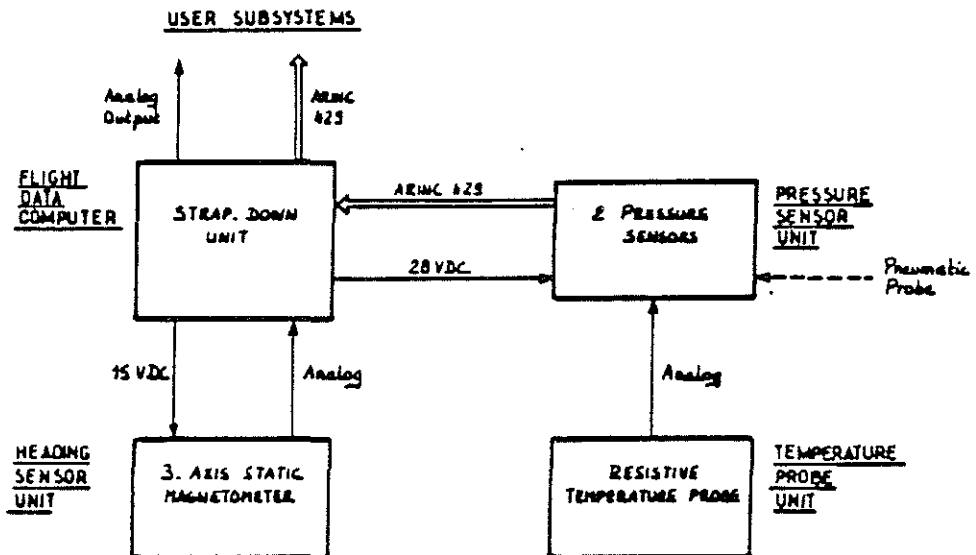 USER SUBSYSTEMS
Analog
Output
ARINC
429
FLIGHT
DATA
COMPUTER
STRAP. DOWN
UNIT
ARINC 429
2 PRESSURE
SENSORS
PRESSURE
SENSOR
UNIT
28 VDC
Pneumatic
Probe
15 VDC
Analog
Analog
HEADING
SENSOR
UNIT
3. AXIS STATIC
MAGNETOMETER
RESISTIVE
TEMPERATURE PROBE
TEMPERATURE
PROBE
UNIT